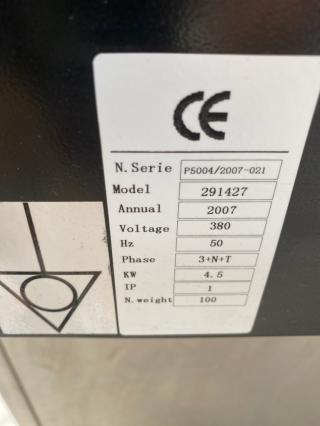 CE
N.Serie P5004/2007-021
Model 291427
Annual 2007
Voltage 380
Hz 50
Phase 3+N+T
KW 4.5
IP 1
N.weight 100